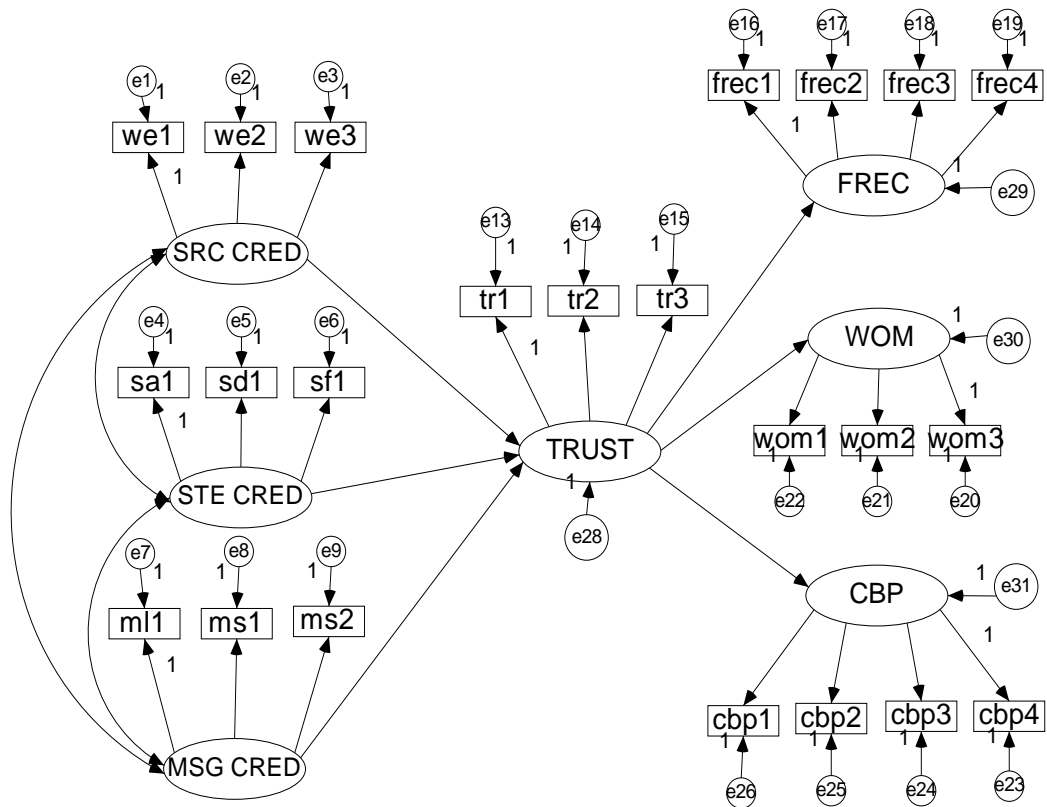 e16 e17 e18 e19
1 1 1 1
frec1 frec2 frec3 frec4
1 1
FREC
e29
e1 e2 e3
1 1 1
we1 we2 we3
1
SRC CRED
e13 e14 e15
1 1 1
tr1 tr2 tr3
1
TRUST
1
e28
e4 e5 e6
1 1 1
sa1 sd1 sf1
1
STE CRED
e7 e8 e9
1 1 1
ml1 ms1 ms2
1
MSG CRED
WOM
1
e30
1
wom1 wom2 wom3
1 1 1
e22 e21 e20
CBP
1
e31
1
cbp1 cbp2 cbp3 cbp4
1 1 1 1
e26 e25 e24 e23